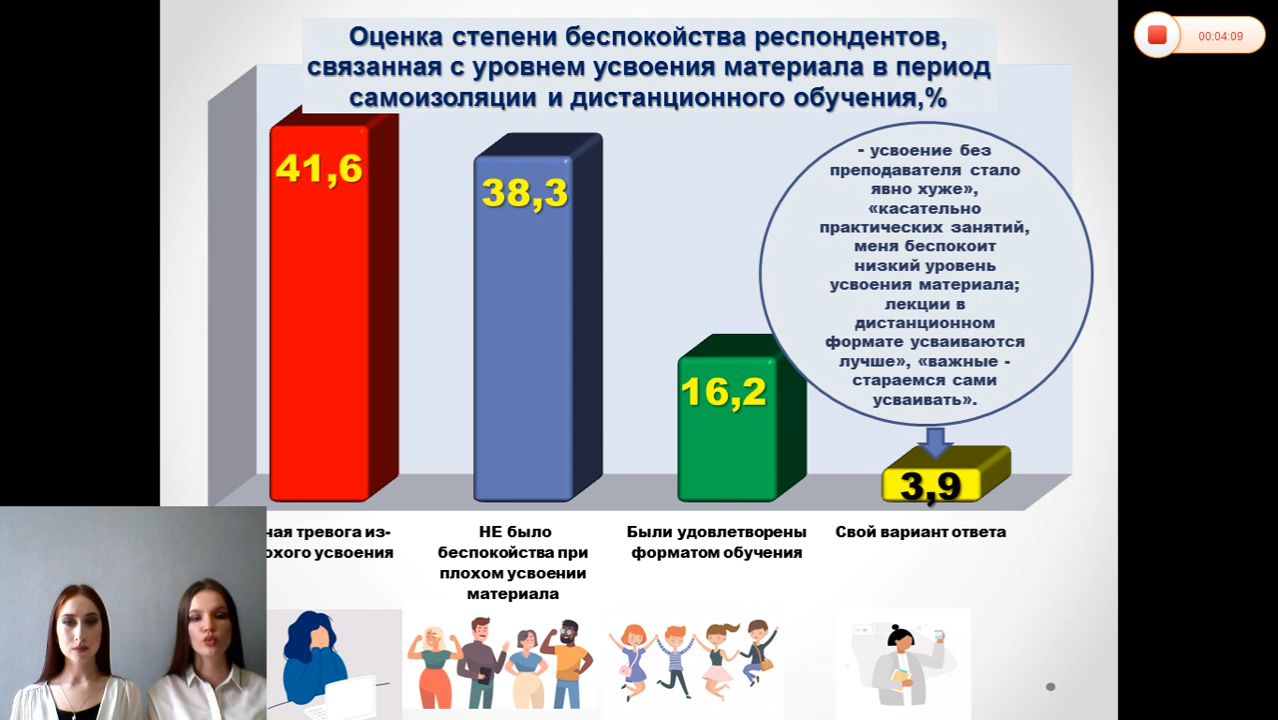 Оценка степени беспокойства респондентов,
связанная с уровнем усвоения материала в период
самоизоляции и дистанционного обучения,%
00:04:09
41,6
38,3
16,2
3,9
- усвоение без
преподавателя стало
явно хуже»,
«касательно
практических занятий,
меня беспокоит
низкий уровень
усвоения материала;
лекции в
дистанционном
формате усваиваются
лучше», «важные -
стараемся сами
усваивать».
тревога из-
усвоения
НЕ было
беспокойства при
плохом усвоении
материала
Были удовлетворены
форматом обучения
Свой вариант ответа